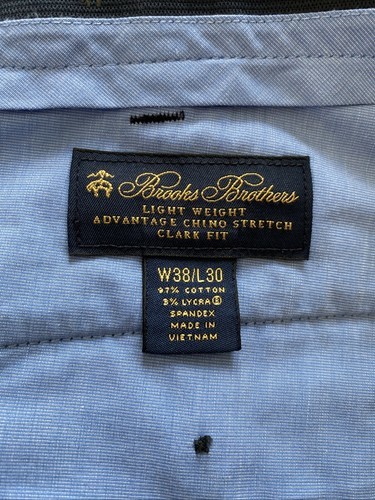 Brooks Brothers
LIGHT WEIGHT
ADVANTAGE CHINO STRETCH
CLARK FIT
W38/L30
97% COTTON
3% LYCRA®
SPANDEX
MADE IN
VIETNAM